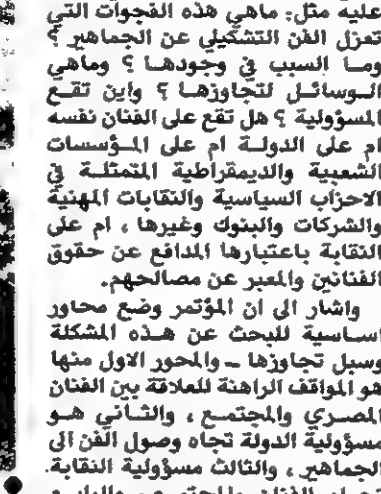 عليه مثل: ماهي هذه الفجوات التي
تعزل الفن التشكيلي عن الجماهير ؟
وما السبب في وجودها ؟ وماهي
الوسائل لتجاوزها ؟ واين تقع
المسؤولية ؟ هل تقع على الفنان نفسه
ام على الدولة ام على المؤسسات
الشعبية والديمقراطية المتمثلة في
الاحزاب السياسية والنقابات المهنية
والشركات والبنوك وغيرها ، ام على
النقابة باعتبارها المدافع عن حقوق
الفنانين والمعبر عن مصالحهم.
واشار الى ان المؤتمر وضع محاور
اساسية للبحث عن هذه المشكلة
وسبل تجاوزها ــ والمحور الاول منها
هو المواقف الراهنة للعلاقة بين الفنان
المصري والمجتمع ، والثاني هو
مسؤولية الدولة تجاه وصول الفن الى
الجماهير ، والثالث مسؤولية النقابة.